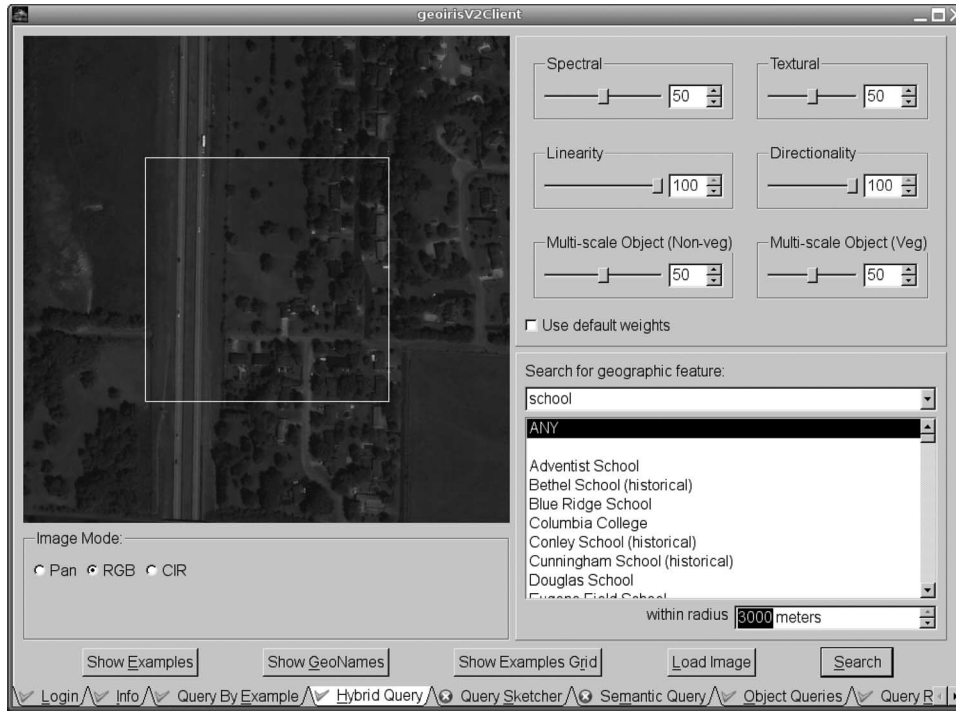 geoirisV2Client
Spectral
50
Textural
50
Linearity
100
Directionality
100
Multi-scale Object (Non-veg)
50
Multi-scale Object (Veg)
50
Use default weights
Search for geographic feature:
school
ANY
Adventist School
Bethel School (historical)
Blue Ridge School
Columbia College
Conley School (historical)
Cunningham School (historical)
Douglas School
Eugene Field School
within radius 3000 meters
Image Mode:
Pan RGB CIR
Show Examples Show GeoNames Show Examples Grid Load Image Search
Login Info Query By Example Hybrid Query Query Sketcher Semantic Query Object Queries Query R